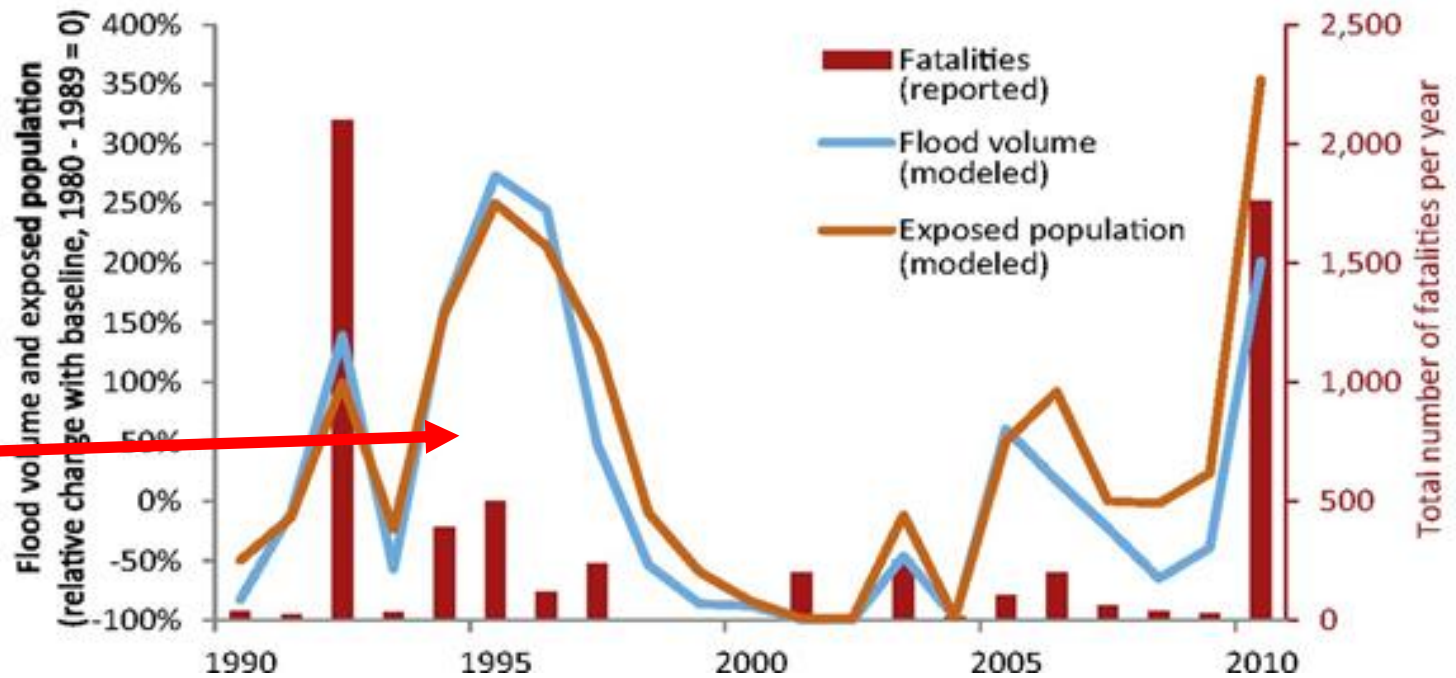 Flood volume and exposed population
(relative change with baseline, 1980 - 1989 = 0)
400%
350%
300%
250%
200%
150%
100%
50%
0%
-50%
-100%
Fatalities
(reported)
Flood volume
(modeled)
Exposed population
(modeled)
2,500
2,000
1,500
1,000
500
0
Total number of fatalities per year
1990
1995
2000
2005
2010